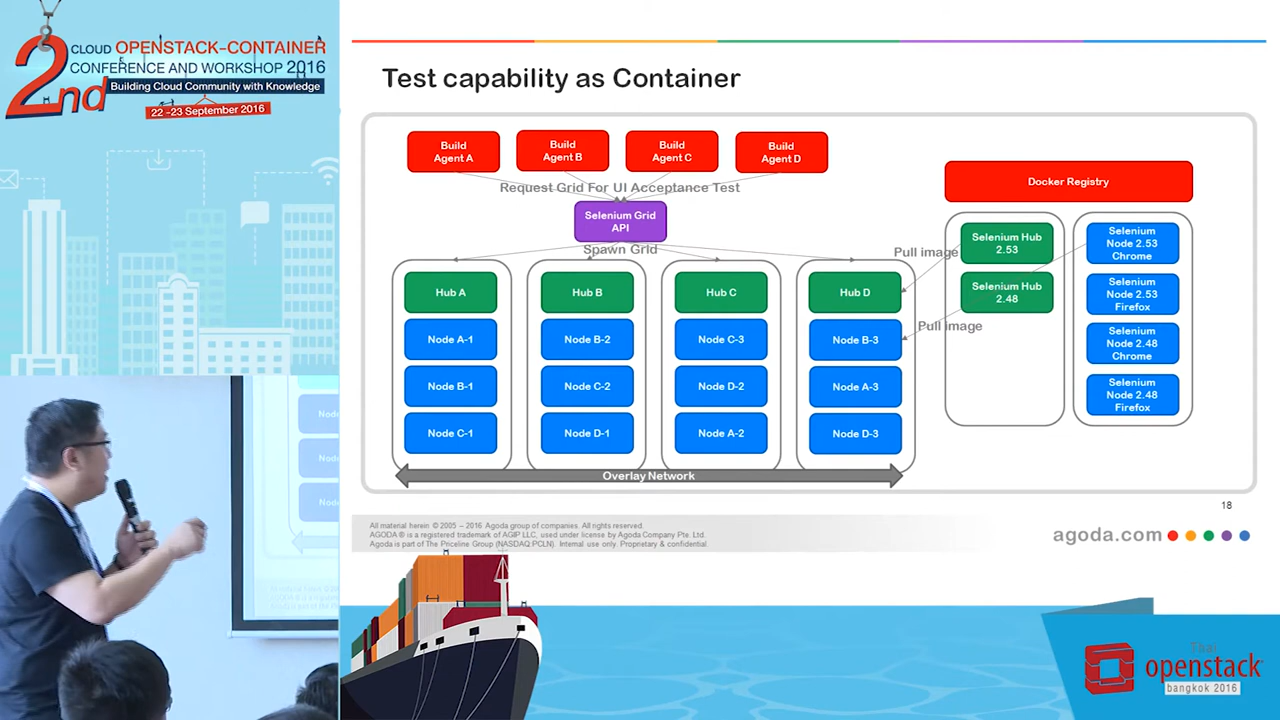 2nd
CLOUD OPENSTACK-CONTAINER
CONFERENCE AND WORKSHOP 2016
Building Cloud Community with Knowledge
22 -23 September 2016
Test capability as Container
Build
Agent A
Build
Agent B
Build
Agent C
Build
Agent D
Request Grid For UI Acceptance Test
Selenium Grid
API
Spawn Grid
Hub A
Node A-1
Node B-1
Node C-1
Hub B
Node B-2
Node C-2
Node D-1
Hub C
Node C-3
Node D-2
Node A-2
Hub D
Node B-3
Node A-3
Node D-3
Overlay Network
Docker Registry
Pull image
Pull image
Selenium Hub
2.53
Selenium Hub
2.48
Selenium
Node 2.53
Chrome
Selenium
Node 2.53
Firefox
Selenium
Node 2.48
Chrome
Selenium
Node 2.48
Firefox
18
All material herein © 2005 – 2016 Agoda group of companies. All rights reserved.
AGODA ® is a registered trademark of AGIP LLC, used under license by Agoda Company Pte. Ltd.
Agoda is part of The Priceline Group (NASDAQ:PCLN). Internal use only. Proprietary & confidential.
agoda.com
Nod
Nod
Nod
Thai
openstack
bangkok 2016